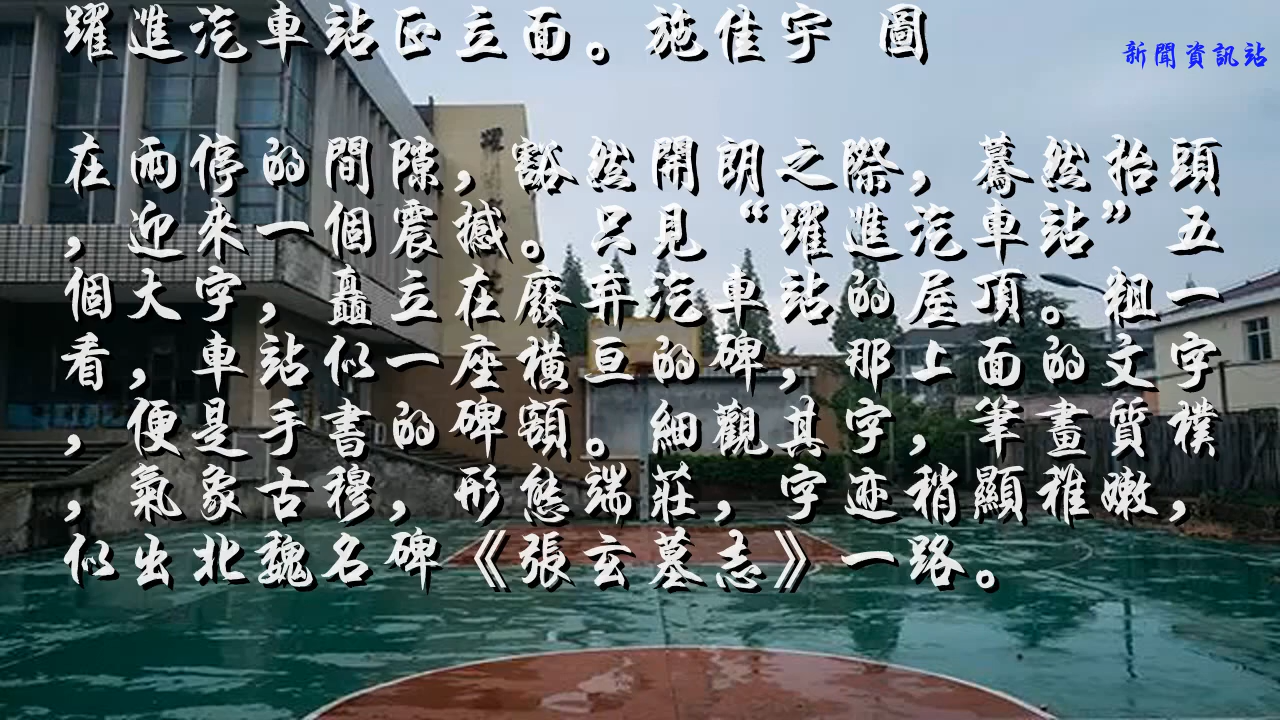 躍進汽車站正立面。施佳宇 圖
新聞資訊站
在雨停的間隙,豁然開朗之際,驀然抬頭
,迎來一個震撼。只見“躍進汽車站”五
個大字,矗立在廢弃汽車站的屋頂。粗一
看,車站似一座橫亘的碑,那上面的文字
,便是手書的碑額。細觀其字,筆畫質樸
,氣象古穆,形態端莊,字迹稍顯稚嫩,
似出北魏名碑《張玄墓志》一路。
躍